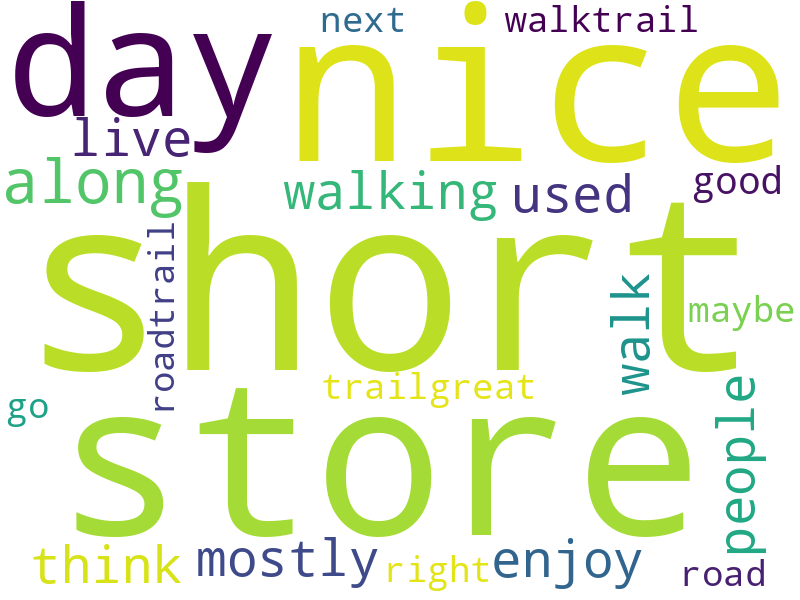 day
nice
next
walktrail
live
along
walking
used
good
short
roadtrail
walk
maybe
trailgreat
go
store
people
think
mostly
right
enjoy
road